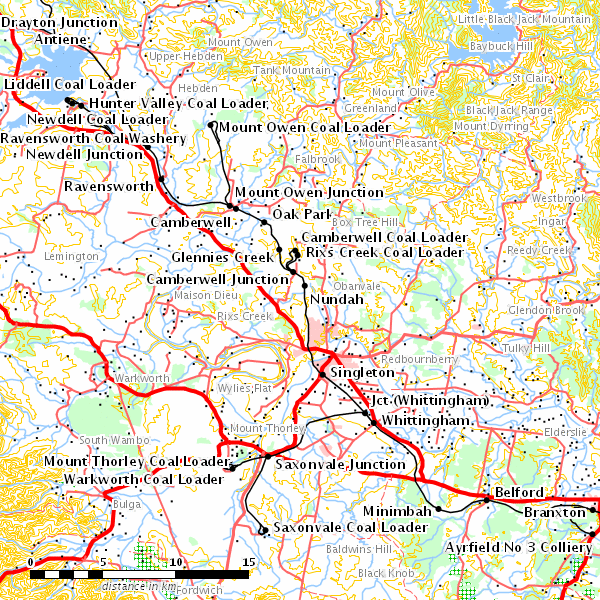 Drayton Junction
Little Black Jack Mountain
Antiene
Mount Owen
Baybuck Hill
Upper Hebden
Tank Mountain
St Clair
Liddell Coal Loader
Hebden
Mount Olive
Hunter Valley Coal Loader
Greenland
Black Jack Range
Newdell Coal Loader
Mount Owen Coal Loader
Mount Dyrring
Ravensworth Coal Washery
Mount Pleasant
Newdell Junction
Falbrook
Ravensworth
Mount Owen Junction
Westbrook
Camberwell
Oak Park
Box Tree Hill
Ingar
Camberwell Coal Loader
Lemington
Glennies Creek
Rixs Creek Coal Loader
Reedy Creek
Camberwell Junction
Obanvale
Maison Dieu
Nundah
Glendon Brook
Rixs Creek
Tulky Hill
Redbournberry
Warkworth
Singleton
Wylies Flat
Jct (Whittingham)
Mount Thorley
Whittingham
Elderslie
South Wambo
Mount Thorley Coal Loader
Saxonvale Junction
Warkworth Coal Loader
Belford
Bulga
Minimbah
Branxton
Saxonvale Coal Loader
Baldwins Hill
Ayrfield No 3 Colliery
0 5 10 15
Black Knob
distance in km
Fordwich